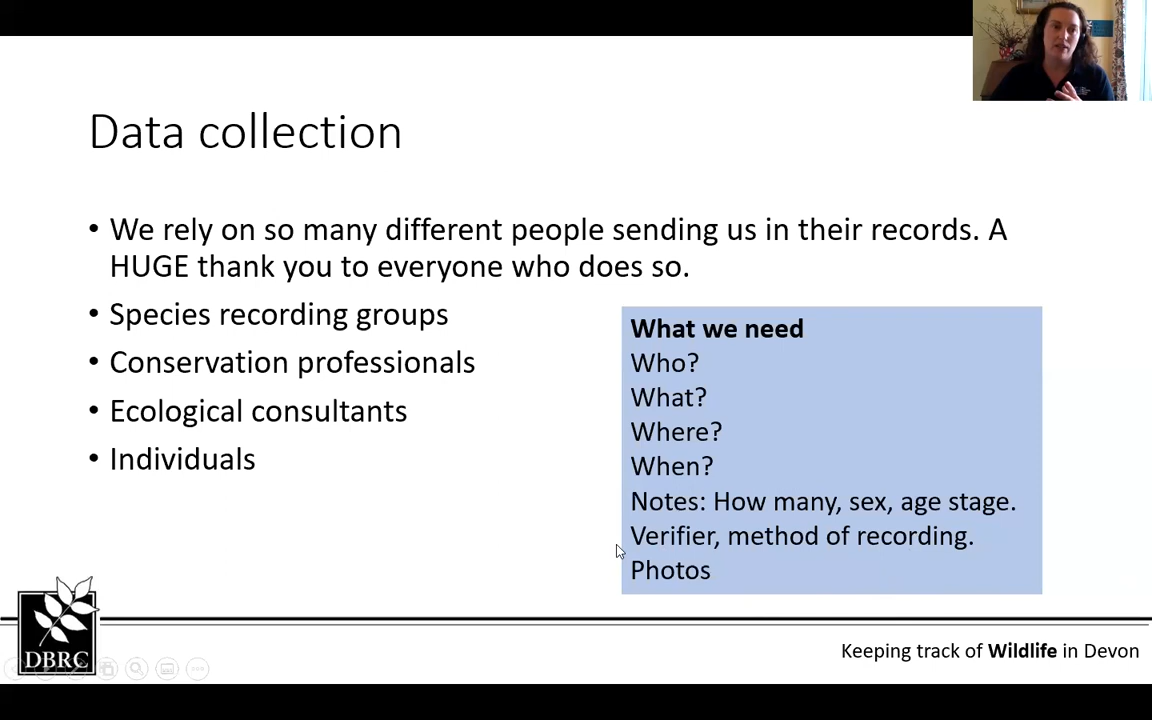 Data collection
• We rely on so many different people sending us in their records. A
HUGE thank you to everyone who does so.
• Species recording groups
• Conservation professionals
• Ecological consultants
• Individuals
What we need
Who?
What?
Where?
When?
Notes: How many, sex, age stage.
Verifier, method of recording.
Photos
DBRC
Keeping track of Wildlife in Devon